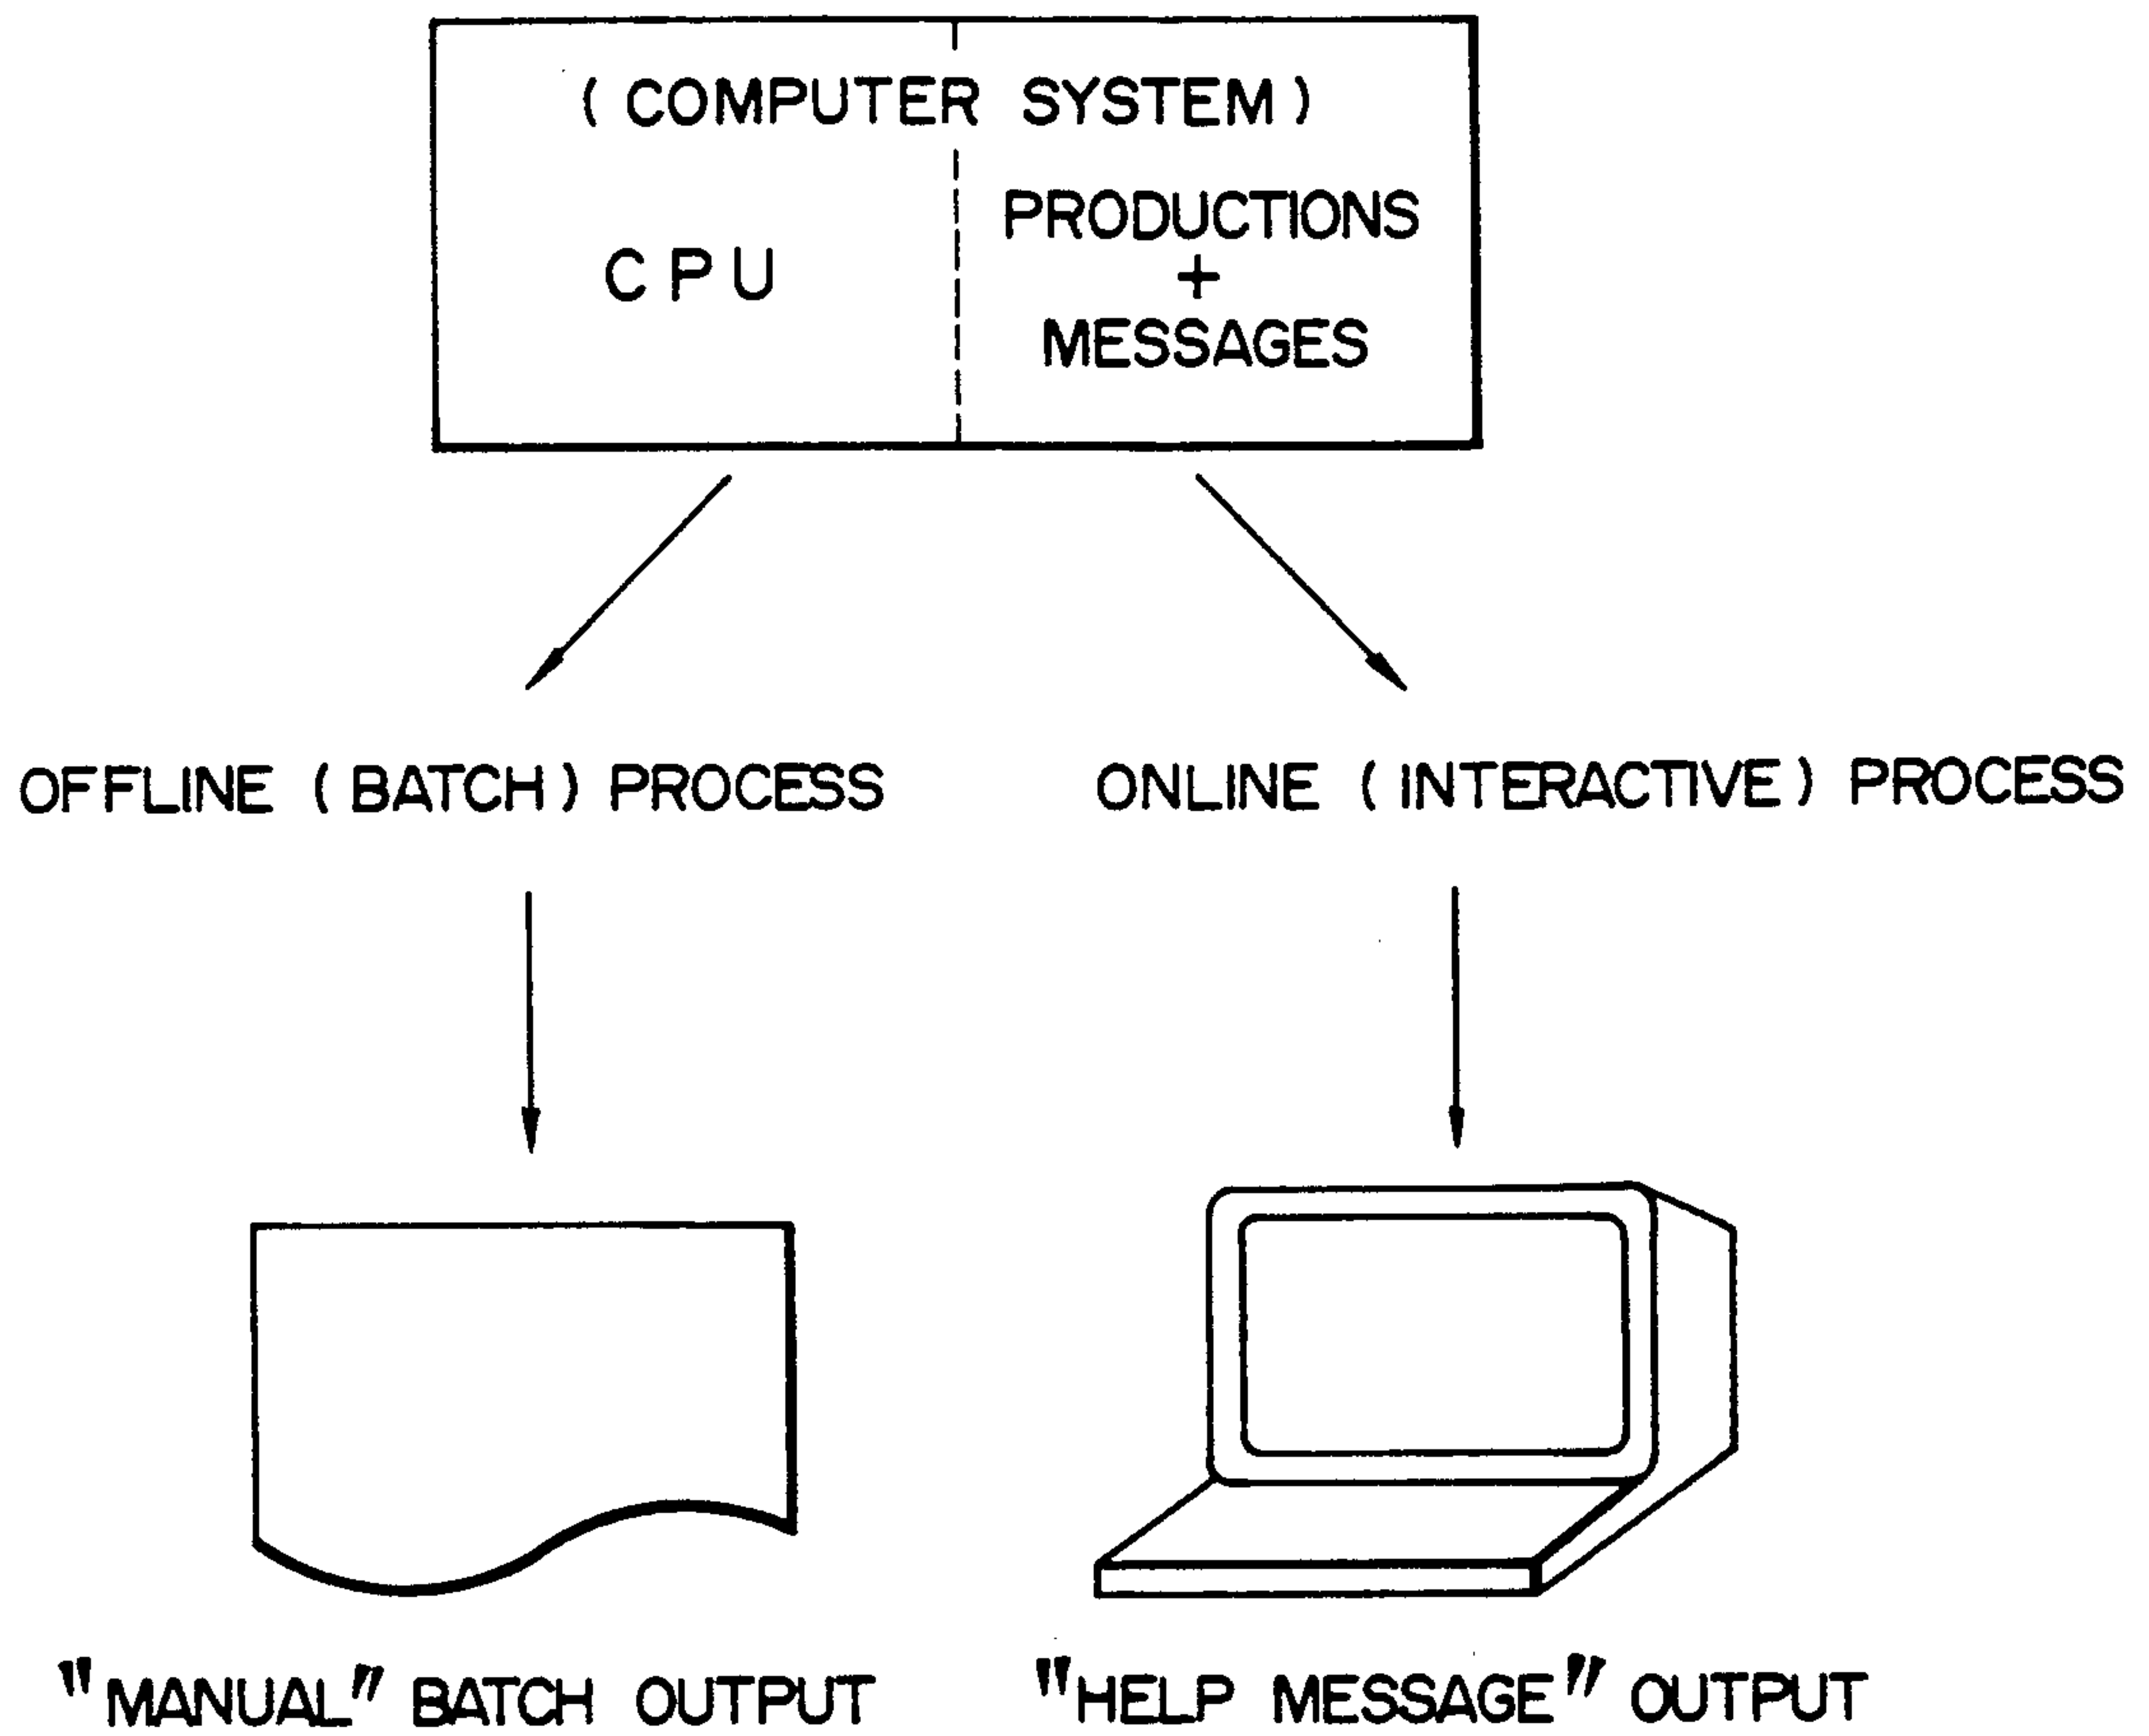 ( COMPUTER SYSTEM )
CPU
PRODUCTIONS
+
MESSAGES
OFFLINE ( BATCH ) PROCESS
ONLINE ( INTERACTIVE ) PROCESS
"MANUAL" BATCH OUTPUT
"HELP MESSAGE" OUTPUT